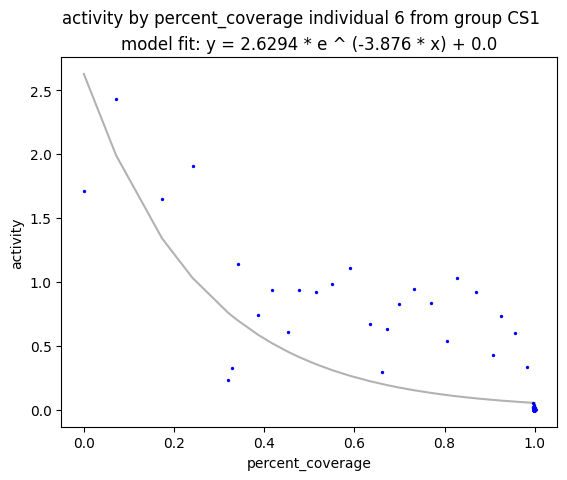 activity by percent_coverage individual 6 from group CS1
model fit: y = 2.6294 * e ^ (-3.876 * x) + 0.0
2.5
2.0
1.5
1.0
0.5
0.0
activity
0.0 0.2 0.4 0.6 0.8 1.0
percent_coverage